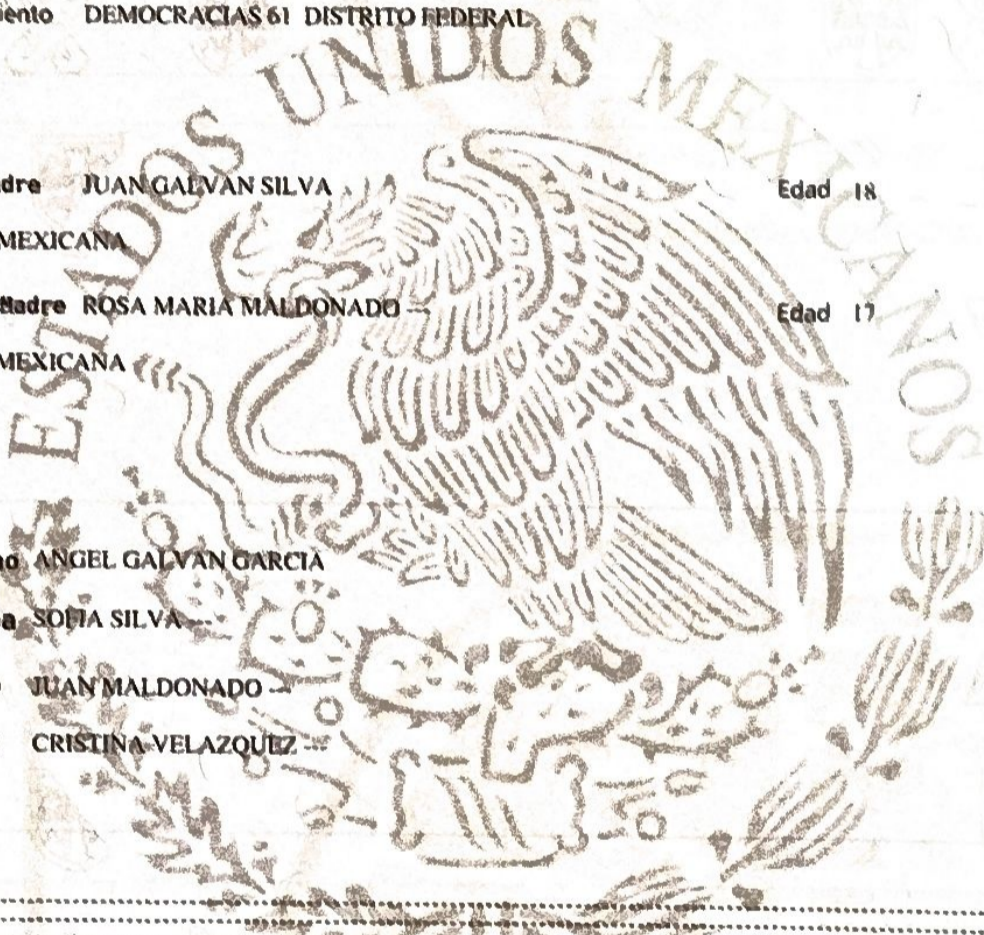 iento DEMOCRACIAS 61 DISTRITO FEDERAL
ESTADOS UNIDOS MEXICANOS
dre JUAN GALVAN SILVA Edad 18
MEXICANA
Madre ROSA MARIA MALDONADO -- Edad 17
MEXICANA
no ANGEL GALVAN GARCIA
a SOFIA SILVA ---
JUAN MALDONADO --
CRISTINA VELAZQUEZ ---